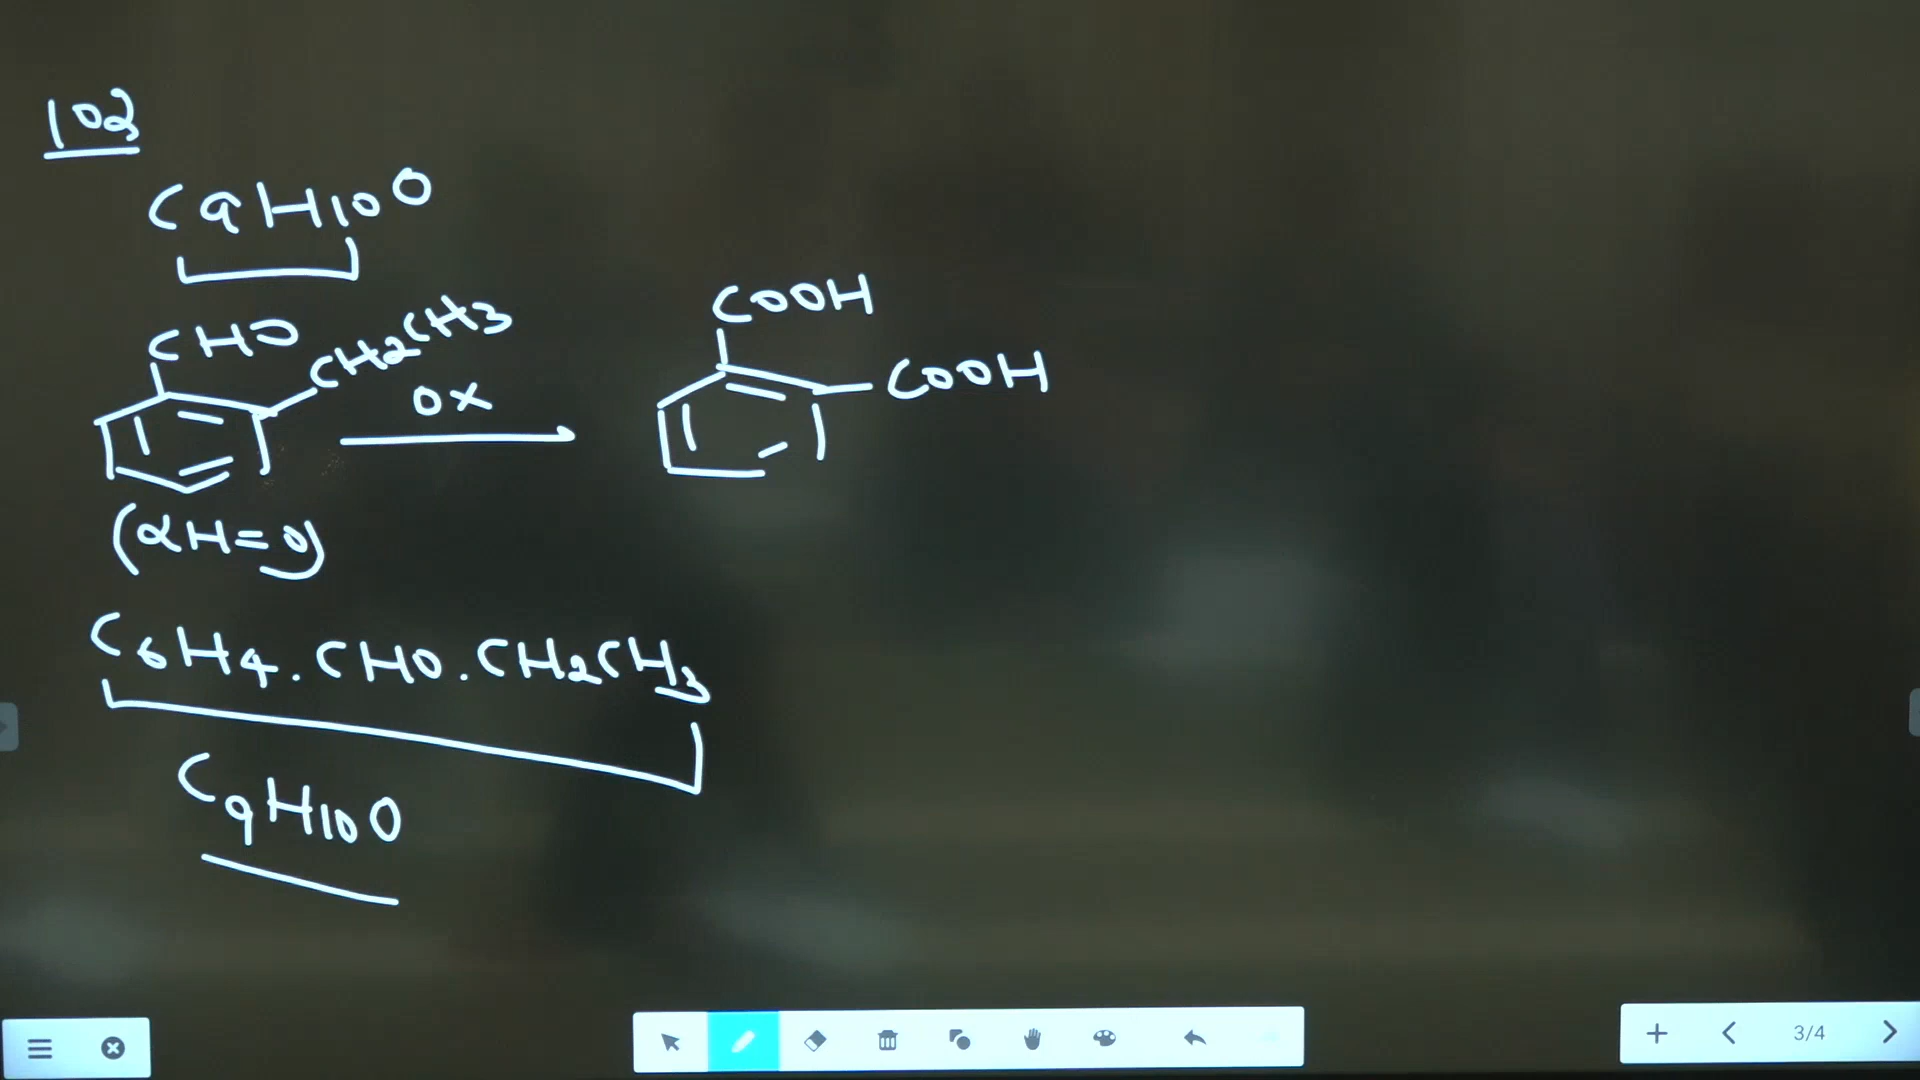 102
C9H10O
CHO
CH2CH3
OX
COOH
COOH
(αH=0)
C6H4.CHO.CH2CH3
C9H10O
3/4